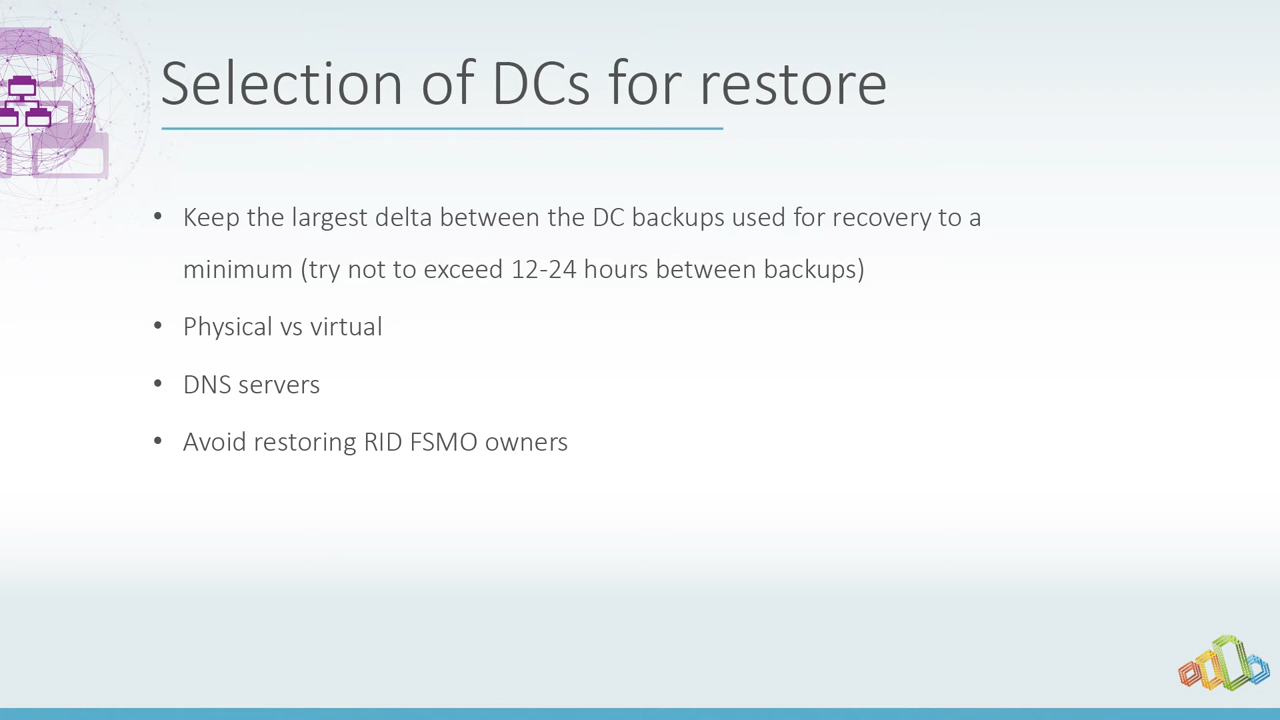 Selection of DCs for restore
• Keep the largest delta between the DC backups used for recovery to a
minimum (try not to exceed 12-24 hours between backups)
• Physical vs virtual
• DNS servers
• Avoid restoring RID FSMO owners